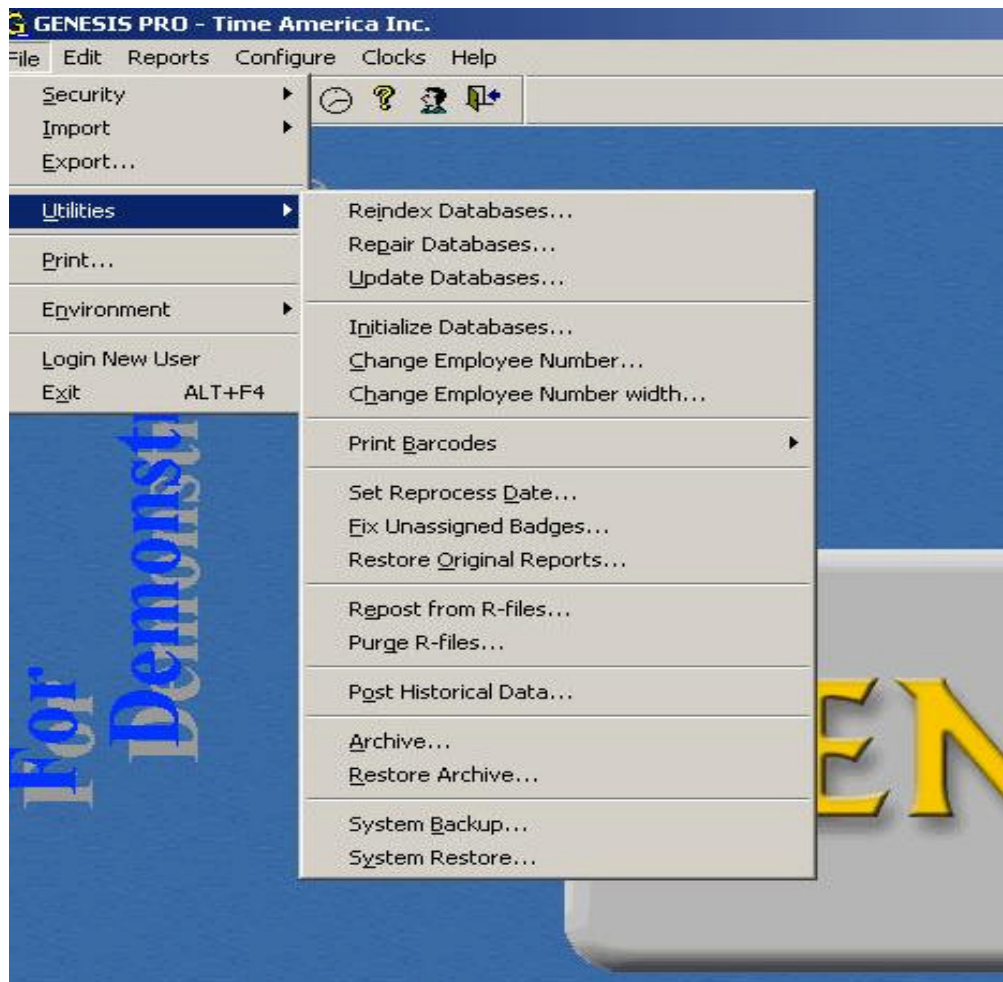 GENESIS PRO - Time America Inc.
File Edit Reports Configure Clocks Help
Security
Import
Export...
Utilities
Print...
Environment
Login New User
Exit ALT+F4
Reindex Databases...
Repair Databases...
Update Databases...
Initialize Databases...
Change Employee Number...
Change Employee Number width...
Print Barcodes
Set Reprocess Date...
Fix Unassigned Badges...
Restore Original Reports...
Repost from R-files...
Purge R-files...
Post Historical Data...
Archive...
Restore Archive...
System Backup...
System Restore...
For
Demonst
EN